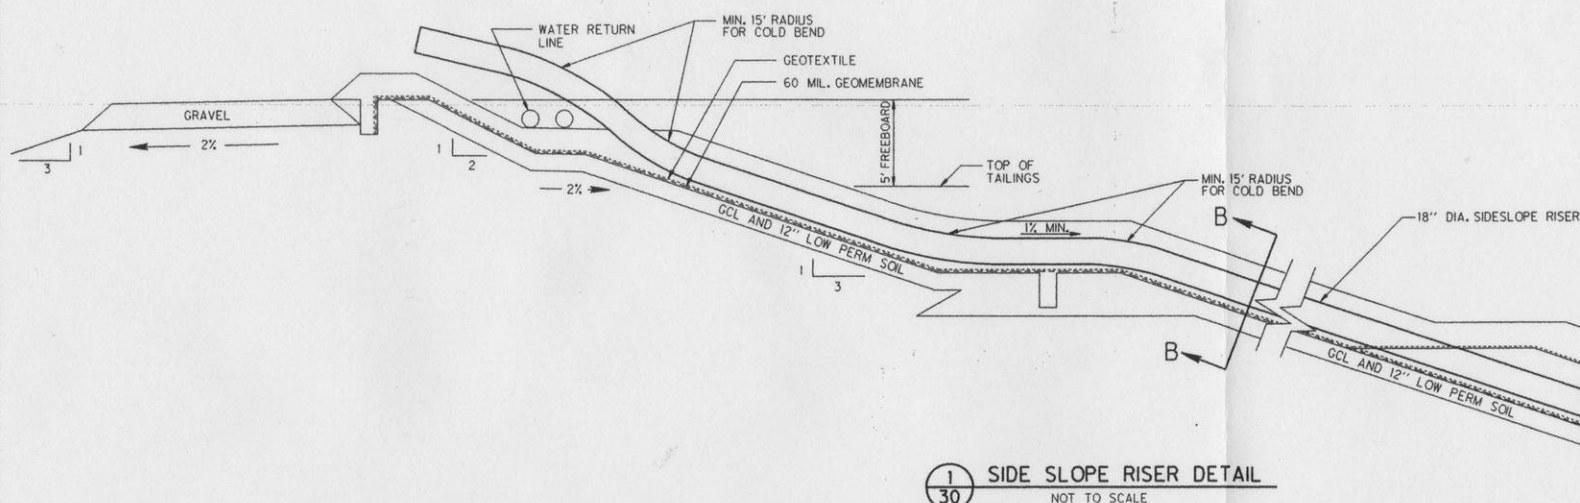 WATER RETURN
LINE
MIN. 15' RADIUS
FOR COLD BEND
GEOTEXTILE
60 MIL. GEOMEMBRANE
GRAVEL
2%
1
3
1
2
2%
5' FREEBOARD
TOP OF
TAILINGS
MIN. 15' RADIUS
FOR COLD BEND
GCL AND 12" LOW PERM SOIL
1
3
1% MIN.
B
B
18" DIA. SIDESLOPE RISER
GCL AND 12" LOW PERM SOIL
1
30
SIDE SLOPE RISER DETAIL
NOT TO SCALE